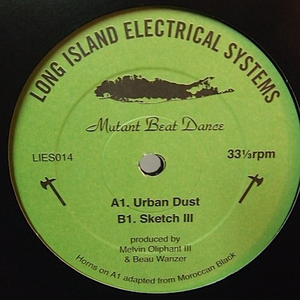 LONG ISLAND ELECTRICAL SYSTEMS
Mutant Beat Dance
LIES014
33⅓rpm
A1. Urban Dust
B1. Sketch III
produced by
Melvin Oliphant III
& Beau Wanzer
Horns on A1 adapted from Moroccan Black